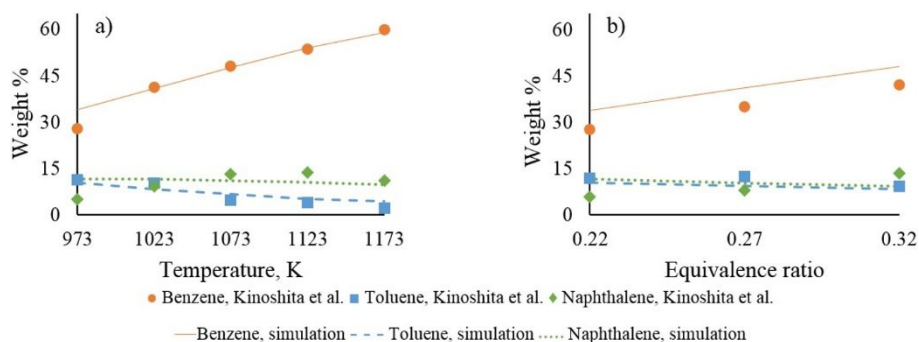 a)
60
45
30
15
0
Weight %
973 1023 1073 1123 1173
Temperature, K
b)
60
45
30
15
0
Weight %
0.22 0.27 0.32
Equivalence ratio
Benzene, Kinoshita et al. Toluene, Kinoshita et al. Naphthalene, Kinoshita et al.
Benzene, simulation Toluene, simulation Naphthalene, simulation